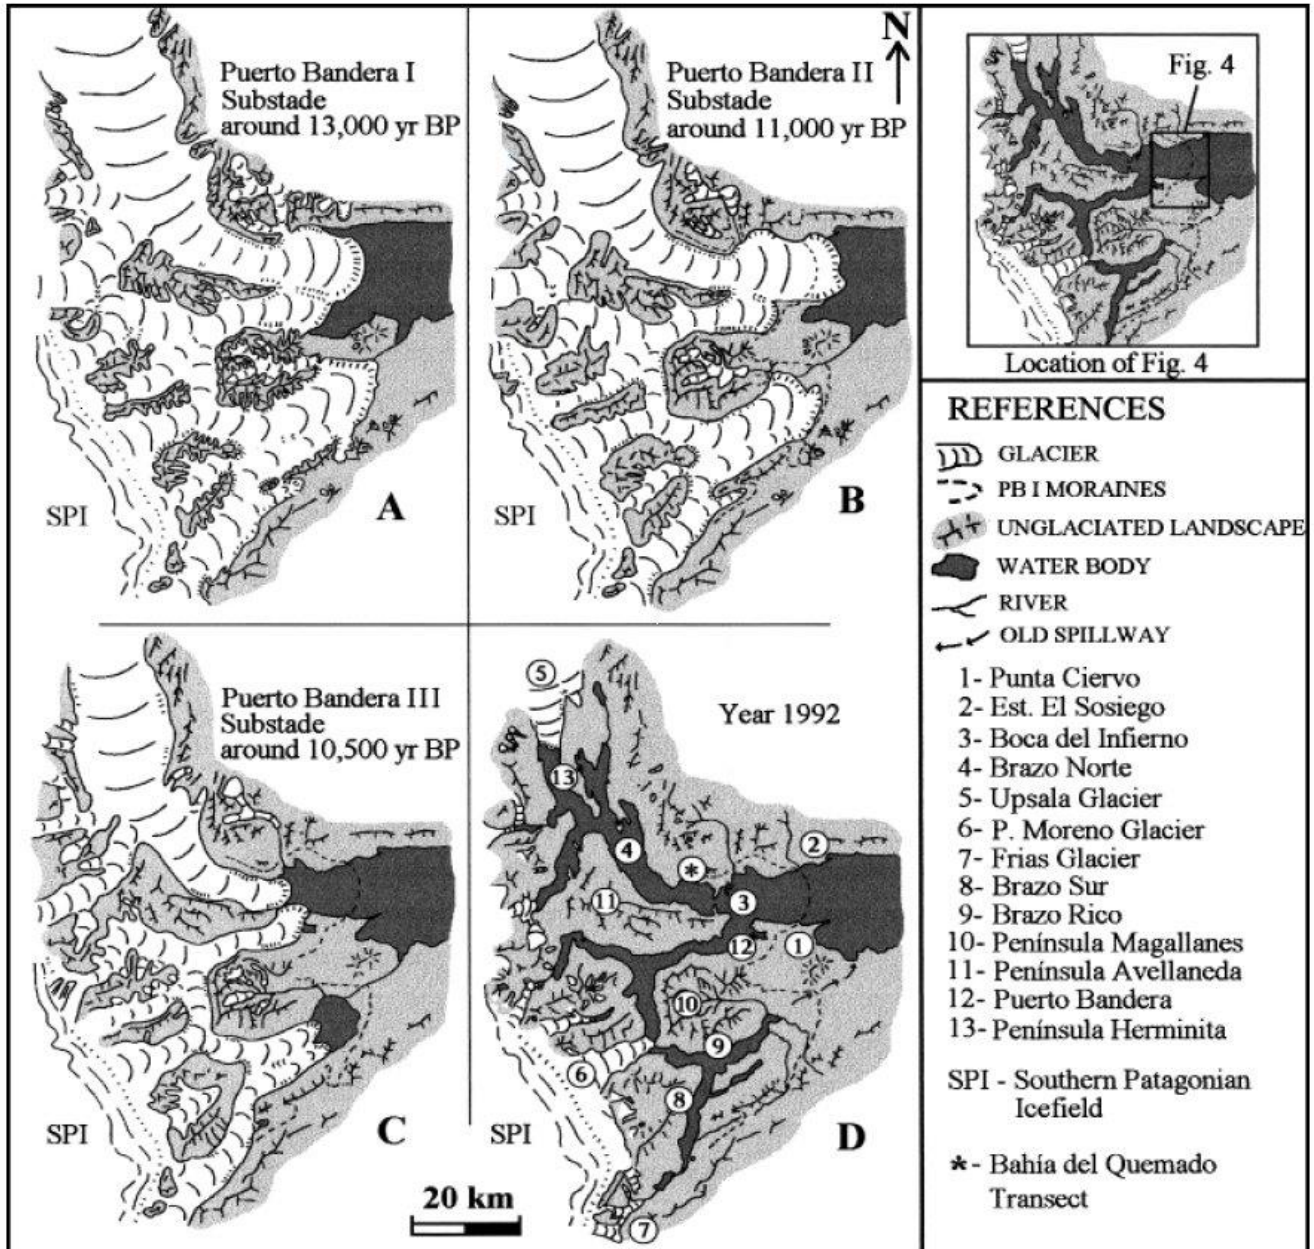 Puerto Bandera I
Substade
around 13,000 yr BP
SPI
A
Puerto Bandera II
Substade
around 11,000 yr BP
N
SPI
B
Puerto Bandera III
Substade
around 10,500 yr BP
SPI
C
Year 1992
5
13
4
*
2
11
3
12
1
10
9
6
8
7
SPI
D
20 km
Fig. 4
Location of Fig. 4
REFERENCES
GLACIER
PB I MORAINES
UNGLACIATED LANDSCAPE
WATER BODY
RIVER
OLD SPILLWAY
1- Punta Ciervo
2- Est. El Sosiego
3- Boca del Infierno
4- Brazo Norte
5- Upsala Glacier
6- P. Moreno Glacier
7- Frias Glacier
8- Brazo Sur
9- Brazo Rico
10- Península Magallanes
11- Península Avellaneda
12- Puerto Bandera
13- Península Herminita
SPI - Southern Patagonian
Icefield
*- Bahía del Quemado
Transect